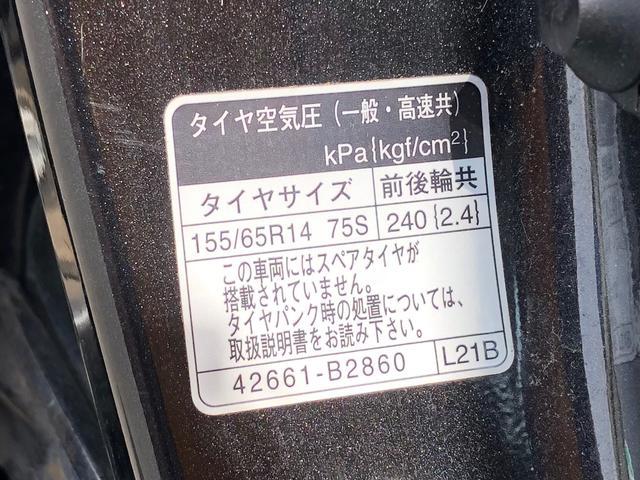 タイヤ空気圧（一般・高速共）
kPa{kgf/cm²}
タイヤサイズ 前後輪共
155/65R14 75S 240{2.4}
この車両にはスペアタイヤが
搭載されていません。
タイヤパンク時の処置については、
取扱説明書をお読み下さい。
42661-B2860 L21B